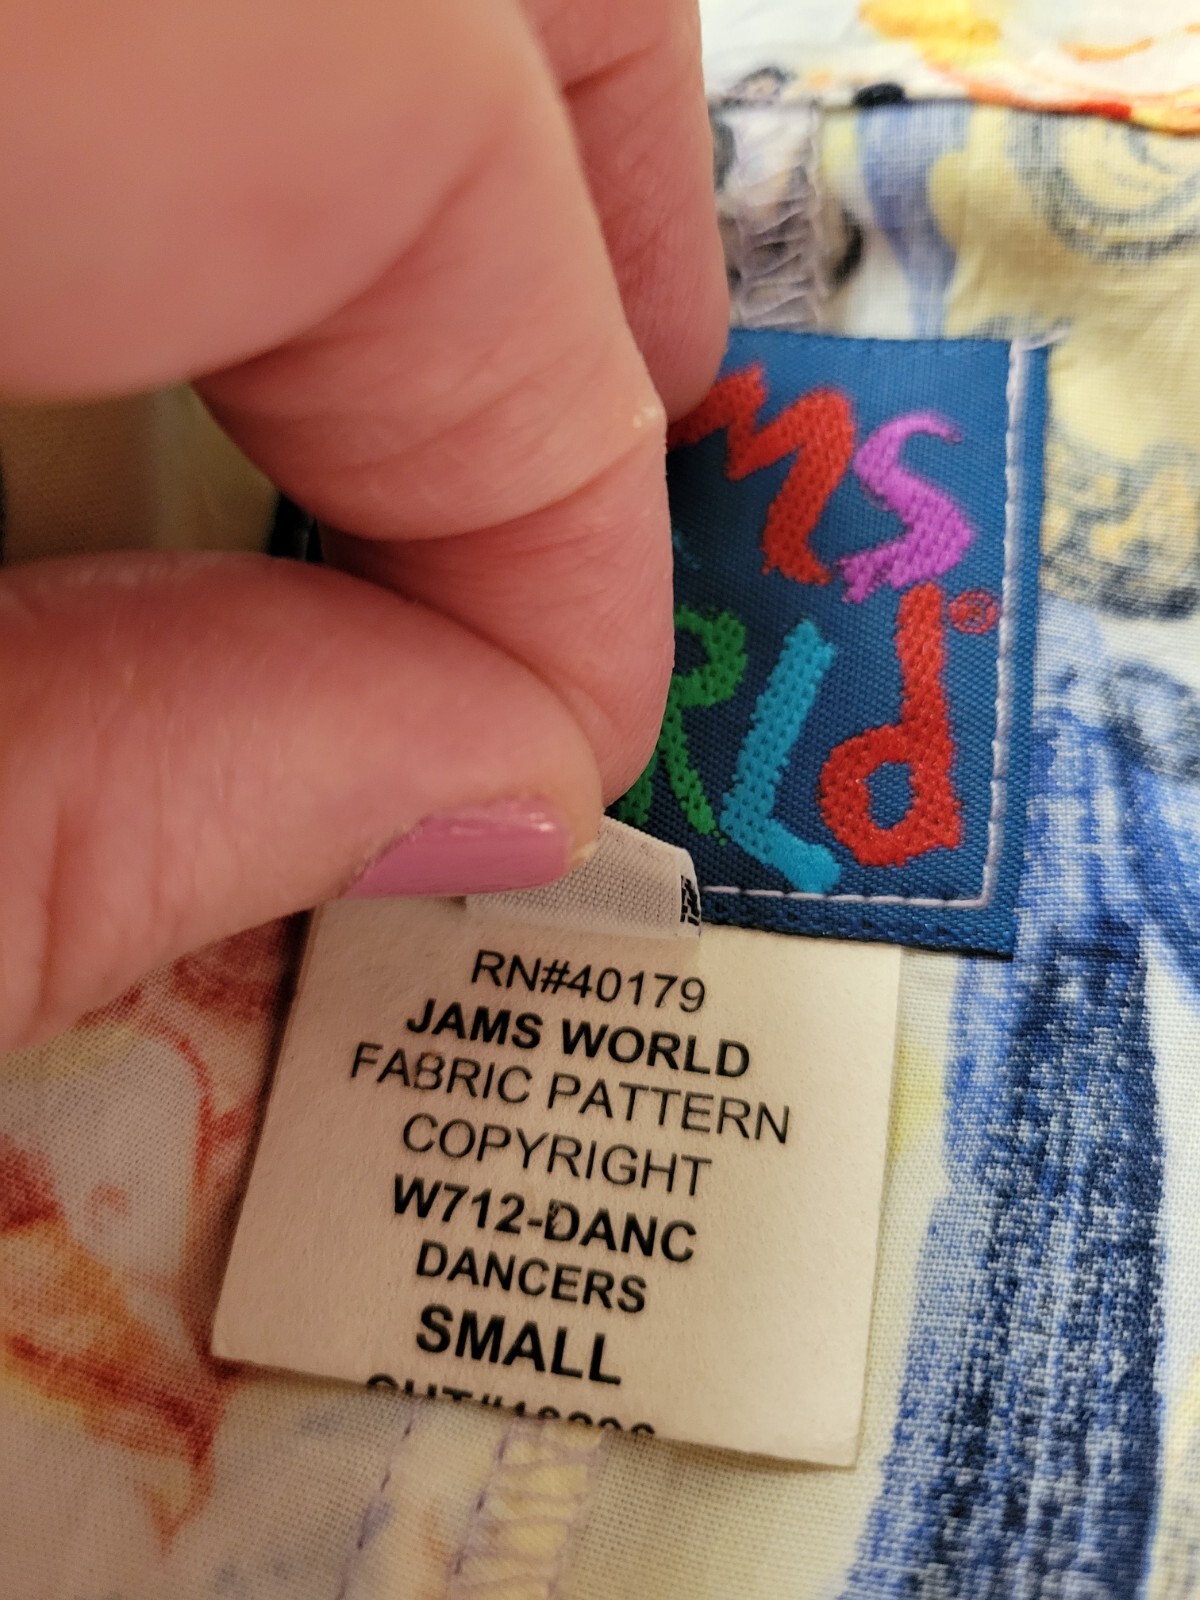 MS
RLd®
RN#40179
JAMS WORLD
FABRIC PATTERN
COPYRIGHT
W712-DANC
DANCERS
SMALL